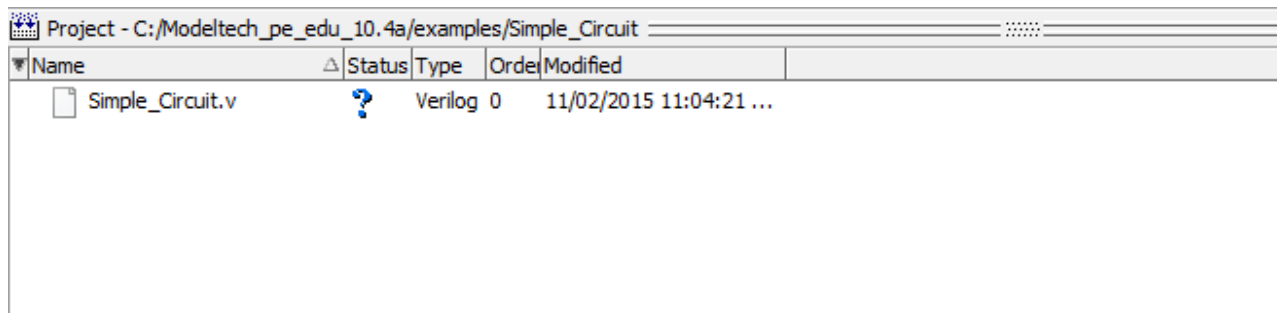 Project - C:/Modeltech_pe_edu_10.4a/examples/Simple_Circuit
Name Status Type Order Modified
Simple_Circuit.v ? Verilog 0 11/02/2015 11:04:21 ...